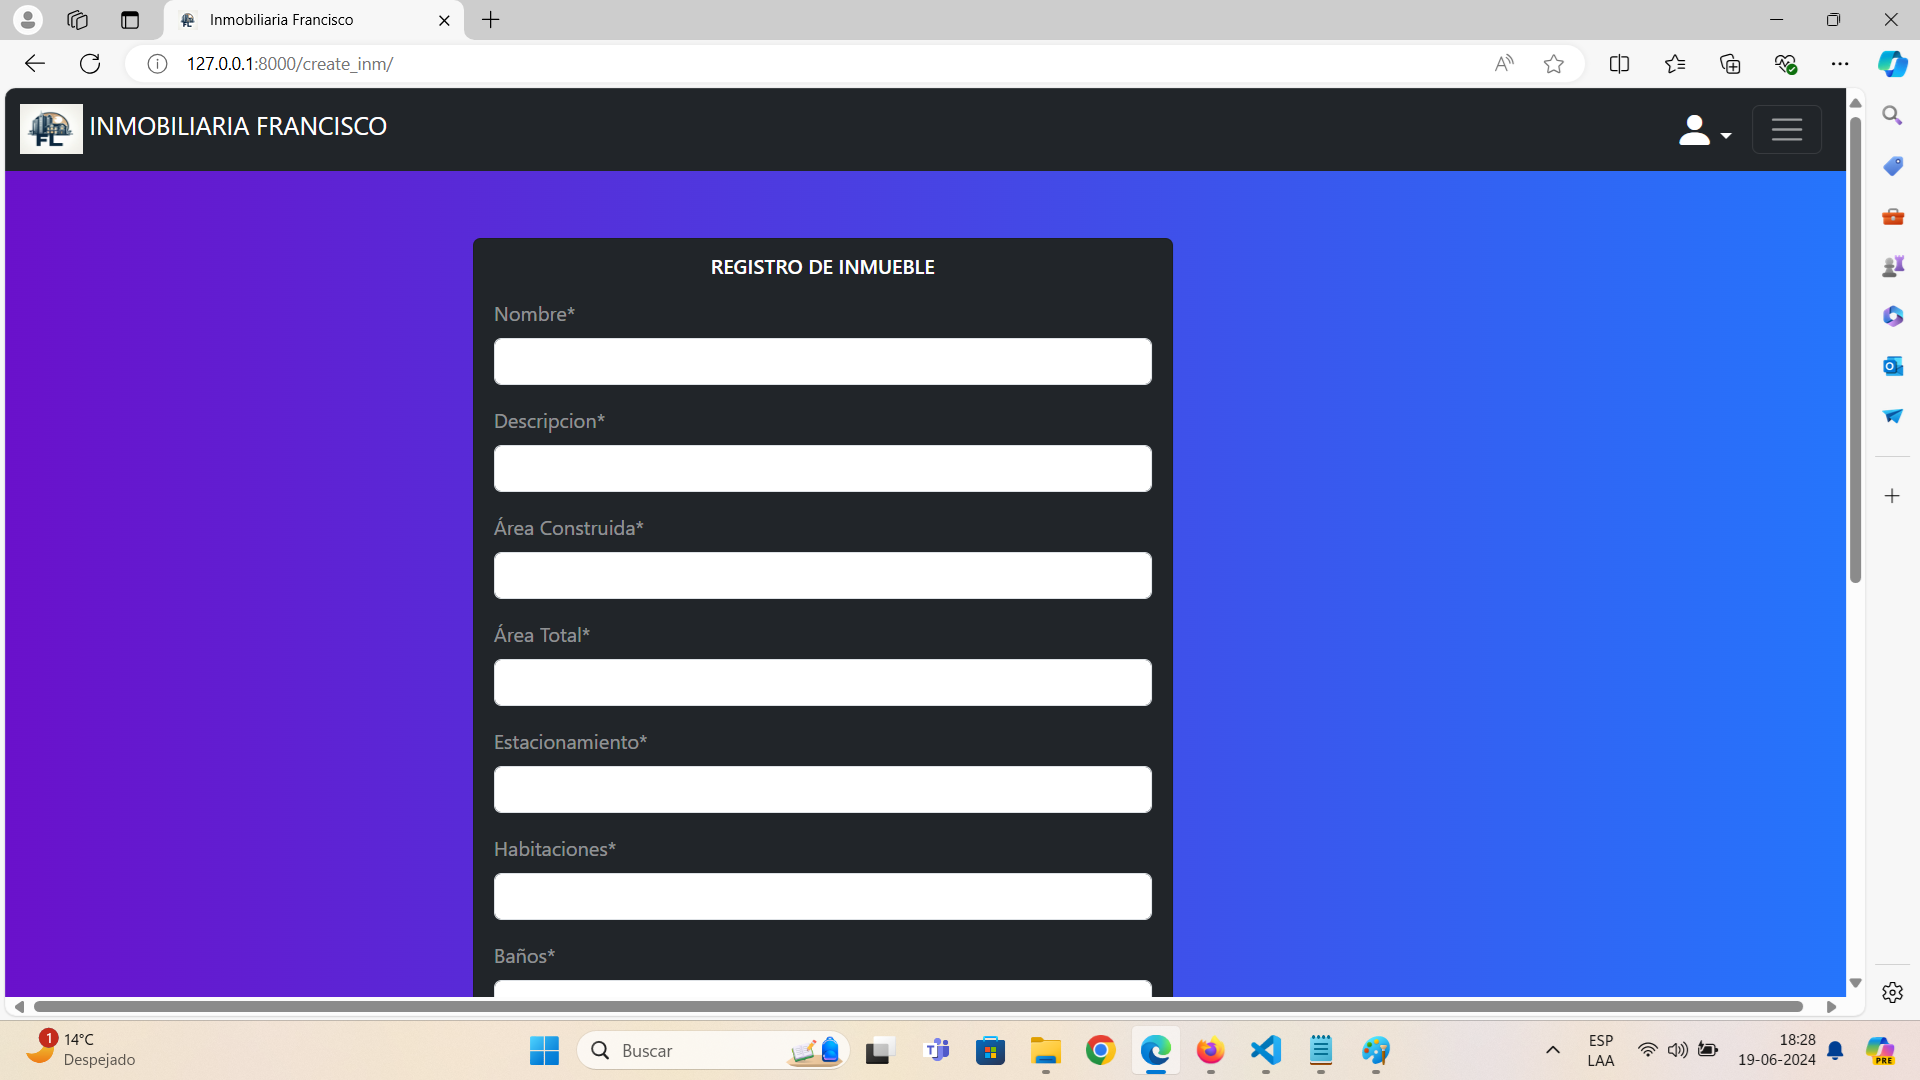 Inmobiliaria Francisco
127.0.0.1:8000/create_inm/
FL
INMOBILIARIA FRANCISCO
REGISTRO DE INMUEBLE
Nombre*
Descripcion*
Área Construida*
Área Total*
Estacionamiento*
Habitaciones*
Baños*
1
14°C
Despejado
Buscar
ESP
LAA
18:28
19-06-2024
PRE